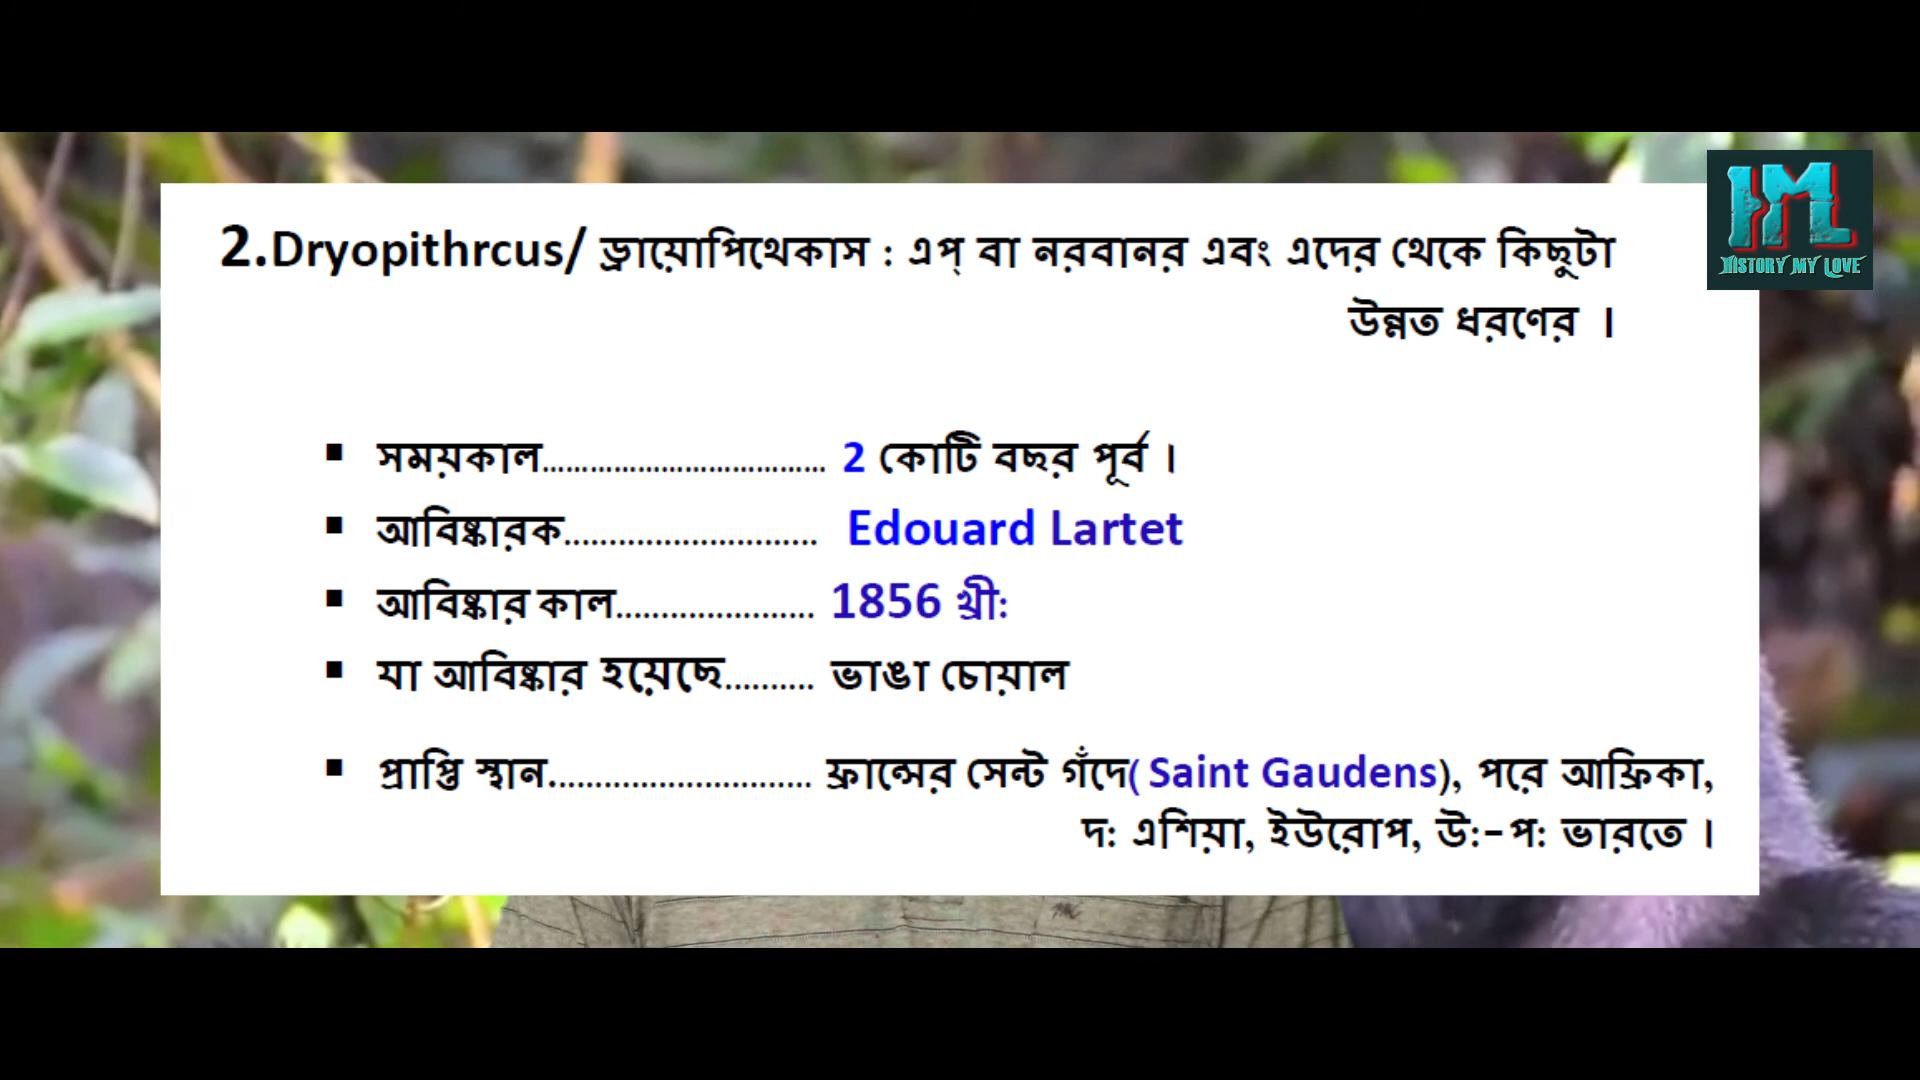 2.Dryopithrcus/ ড্রায়োপিথেকাস : এপ্ বা নরবানর এবং এদের থেকে কিছুটা
উন্নত ধরণের ।
▪ সময়কাল................................ 2 কোটি বছর পূর্ব ।
▪ আবিষ্কারক............................ Edouard Lartet
▪ আবিষ্কার কাল...................... 1856 খ্রী:
▪ যা আবিষ্কার হয়েছে.......... ভাঙা চোয়াল
▪ প্রাপ্তি স্থান............................. ফ্রান্সের সেন্ট গঁদে( Saint Gaudens), পরে আফ্রিকা,
দ: এশিয়া, ইউরোপ, উ:–প: ভারতে ।
HML
HISTORY MY LOVE